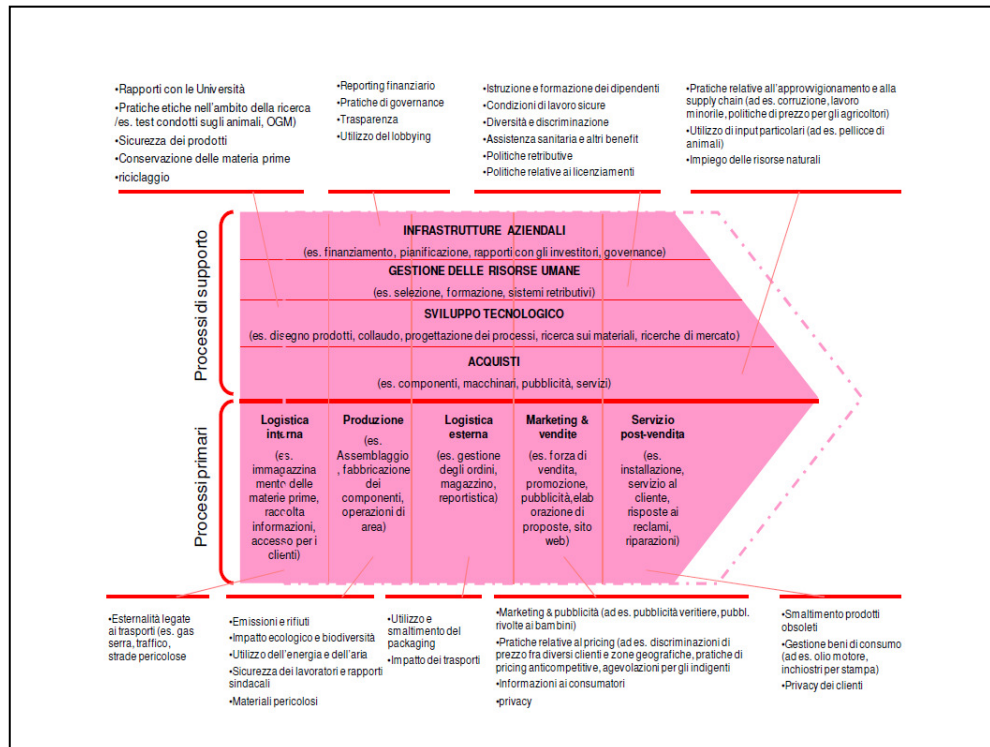 •Rapporti con le Università
•Pratiche etiche nell'ambito della ricerca
/es. test condotti sugli animali, OGM)
•Sicurezza dei prodotti
•Conservazione delle materia prime
•riciclaggio
•Reporting finanziario
•Pratiche di governance
•Trasparenza
•Utilizzo del lobbying
•Istruzione e formazione dei dipendenti
•Condizioni di lavoro sicure
•Diversità e discriminazione
•Assistenza sanitaria e altri benefit
•Politiche retributive
•Politiche relative ai licenziamenti
•Pratiche relative all'approvvigionamento e alla
supply chain (ad es. corruzione, lavoro
minorile, politiche di prezzo per gli agricoltori)
•Utilizzo di input particolari (ad es. pellicce di
animali)
•Impiego delle risorse naturali
Processi di supporto
INFRASTRUTTURE AZIENDALI
(es. finanziamento, pianificazione, rapporti con gli investitori, governance)
GESTIONE DELLE RISORSE UMANE
(es. selezione, formazione, sistemi retributivi)
SVILUPPO TECNOLOGICO
(es. disegno prodotti, collaudo, progettazione dei processi, ricerca sui materiali, ricerche di mercato)
ACQUISTI
(es. componenti, macchinari, pubblicità, servizi)
Processi primari
Logistica
interna
(es.
immagazzina
mento delle
materie prime,
raccolta
informazioni,
accesso per i
clienti)
Produzione
(es.
Assemblaggio
, fabbricazione
dei
componenti,
operazioni di
area)
Logistica
esterna
(es. gestione
degli ordini,
magazzino,
reportistica)
Marketing &
vendite
(es. forza di
vendita,
promozione,
pubblicità,elab
orazione di
proposte, sito
web)
Servizio
post-vendita
(es.
installazione,
servizio al
cliente,
risposte ai
reclami,
riparazioni)
•Esternalità legate
ai trasporti (es. gas
serra, traffico,
strade pericolose
•Emissioni e rifiuti
•Impatto ecologico e biodiversità
•Utilizzo dell'energia e dell'aria
•Sicurezza dei lavoratori e rapporti
sindacali
•Materiali pericolosi
•Utilizzo e
smaltimento del
packaging
•Impatto dei trasporti
•Marketing & pubblicità (ad es. pubblicità veritiere, pubbl.
rivolte ai bambini)
•Pratiche relative al pricing (ad es. discriminazioni di
prezzo fra diversi clienti e zone geografiche, pratiche di
pricing anticompetitive, agevolazioni per gli indigenti
•Informazioni ai consumatori
•privacy
•Smaltimento prodotti
obsoleti
•Gestione beni di consumo
(ad es. olio motore,
inchiostri per stampa)
•Privacy dei clienti